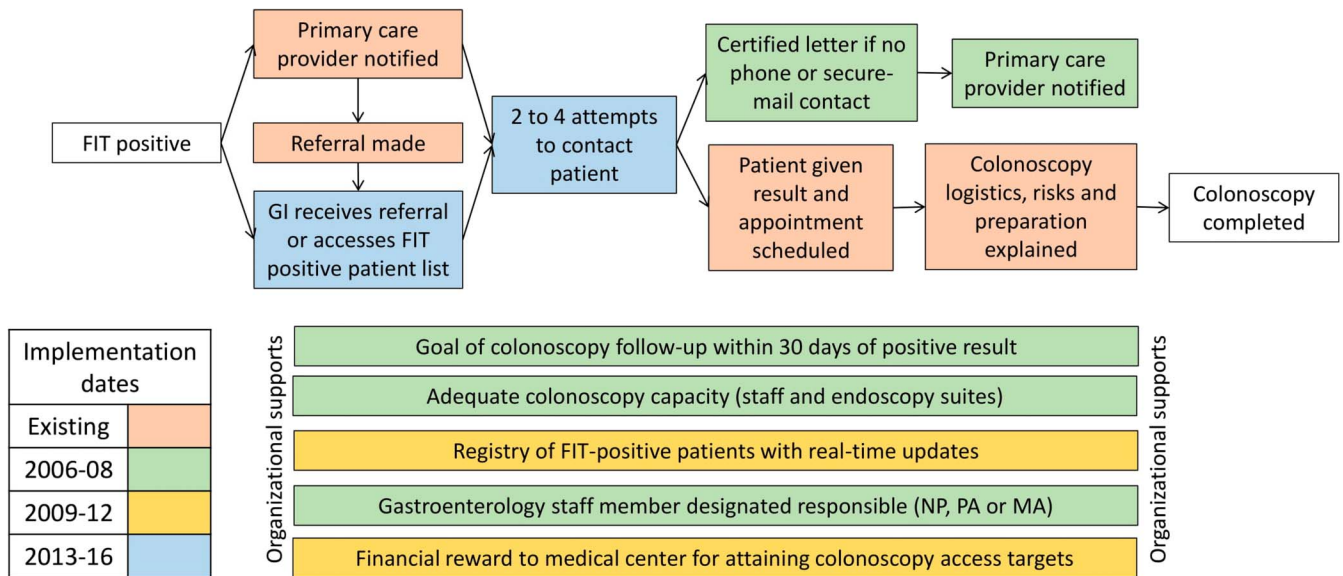 Primary care
provider notified
Certified letter if no
phone or secure-
mail contact
Primary care
provider notified
FIT positive
Referral made
2 to 4 attempts
to contact
patient
GI receives referral
or accesses FIT
positive patient list
Patient given
result and
appointment
scheduled
Colonoscopy
logistics, risks and
preparation
explained
Colonoscopy
completed
Implementation
dates
Existing
2006-08
2009-12
2013-16
Organizational supports
Goal of colonoscopy follow-up within 30 days of positive result
Adequate colonoscopy capacity (staff and endoscopy suites)
Registry of FIT-positive patients with real-time updates
Gastroenterology staff member designated responsible (NP, PA or MA)
Financial reward to medical center for attaining colonoscopy access targets
Organizational supports